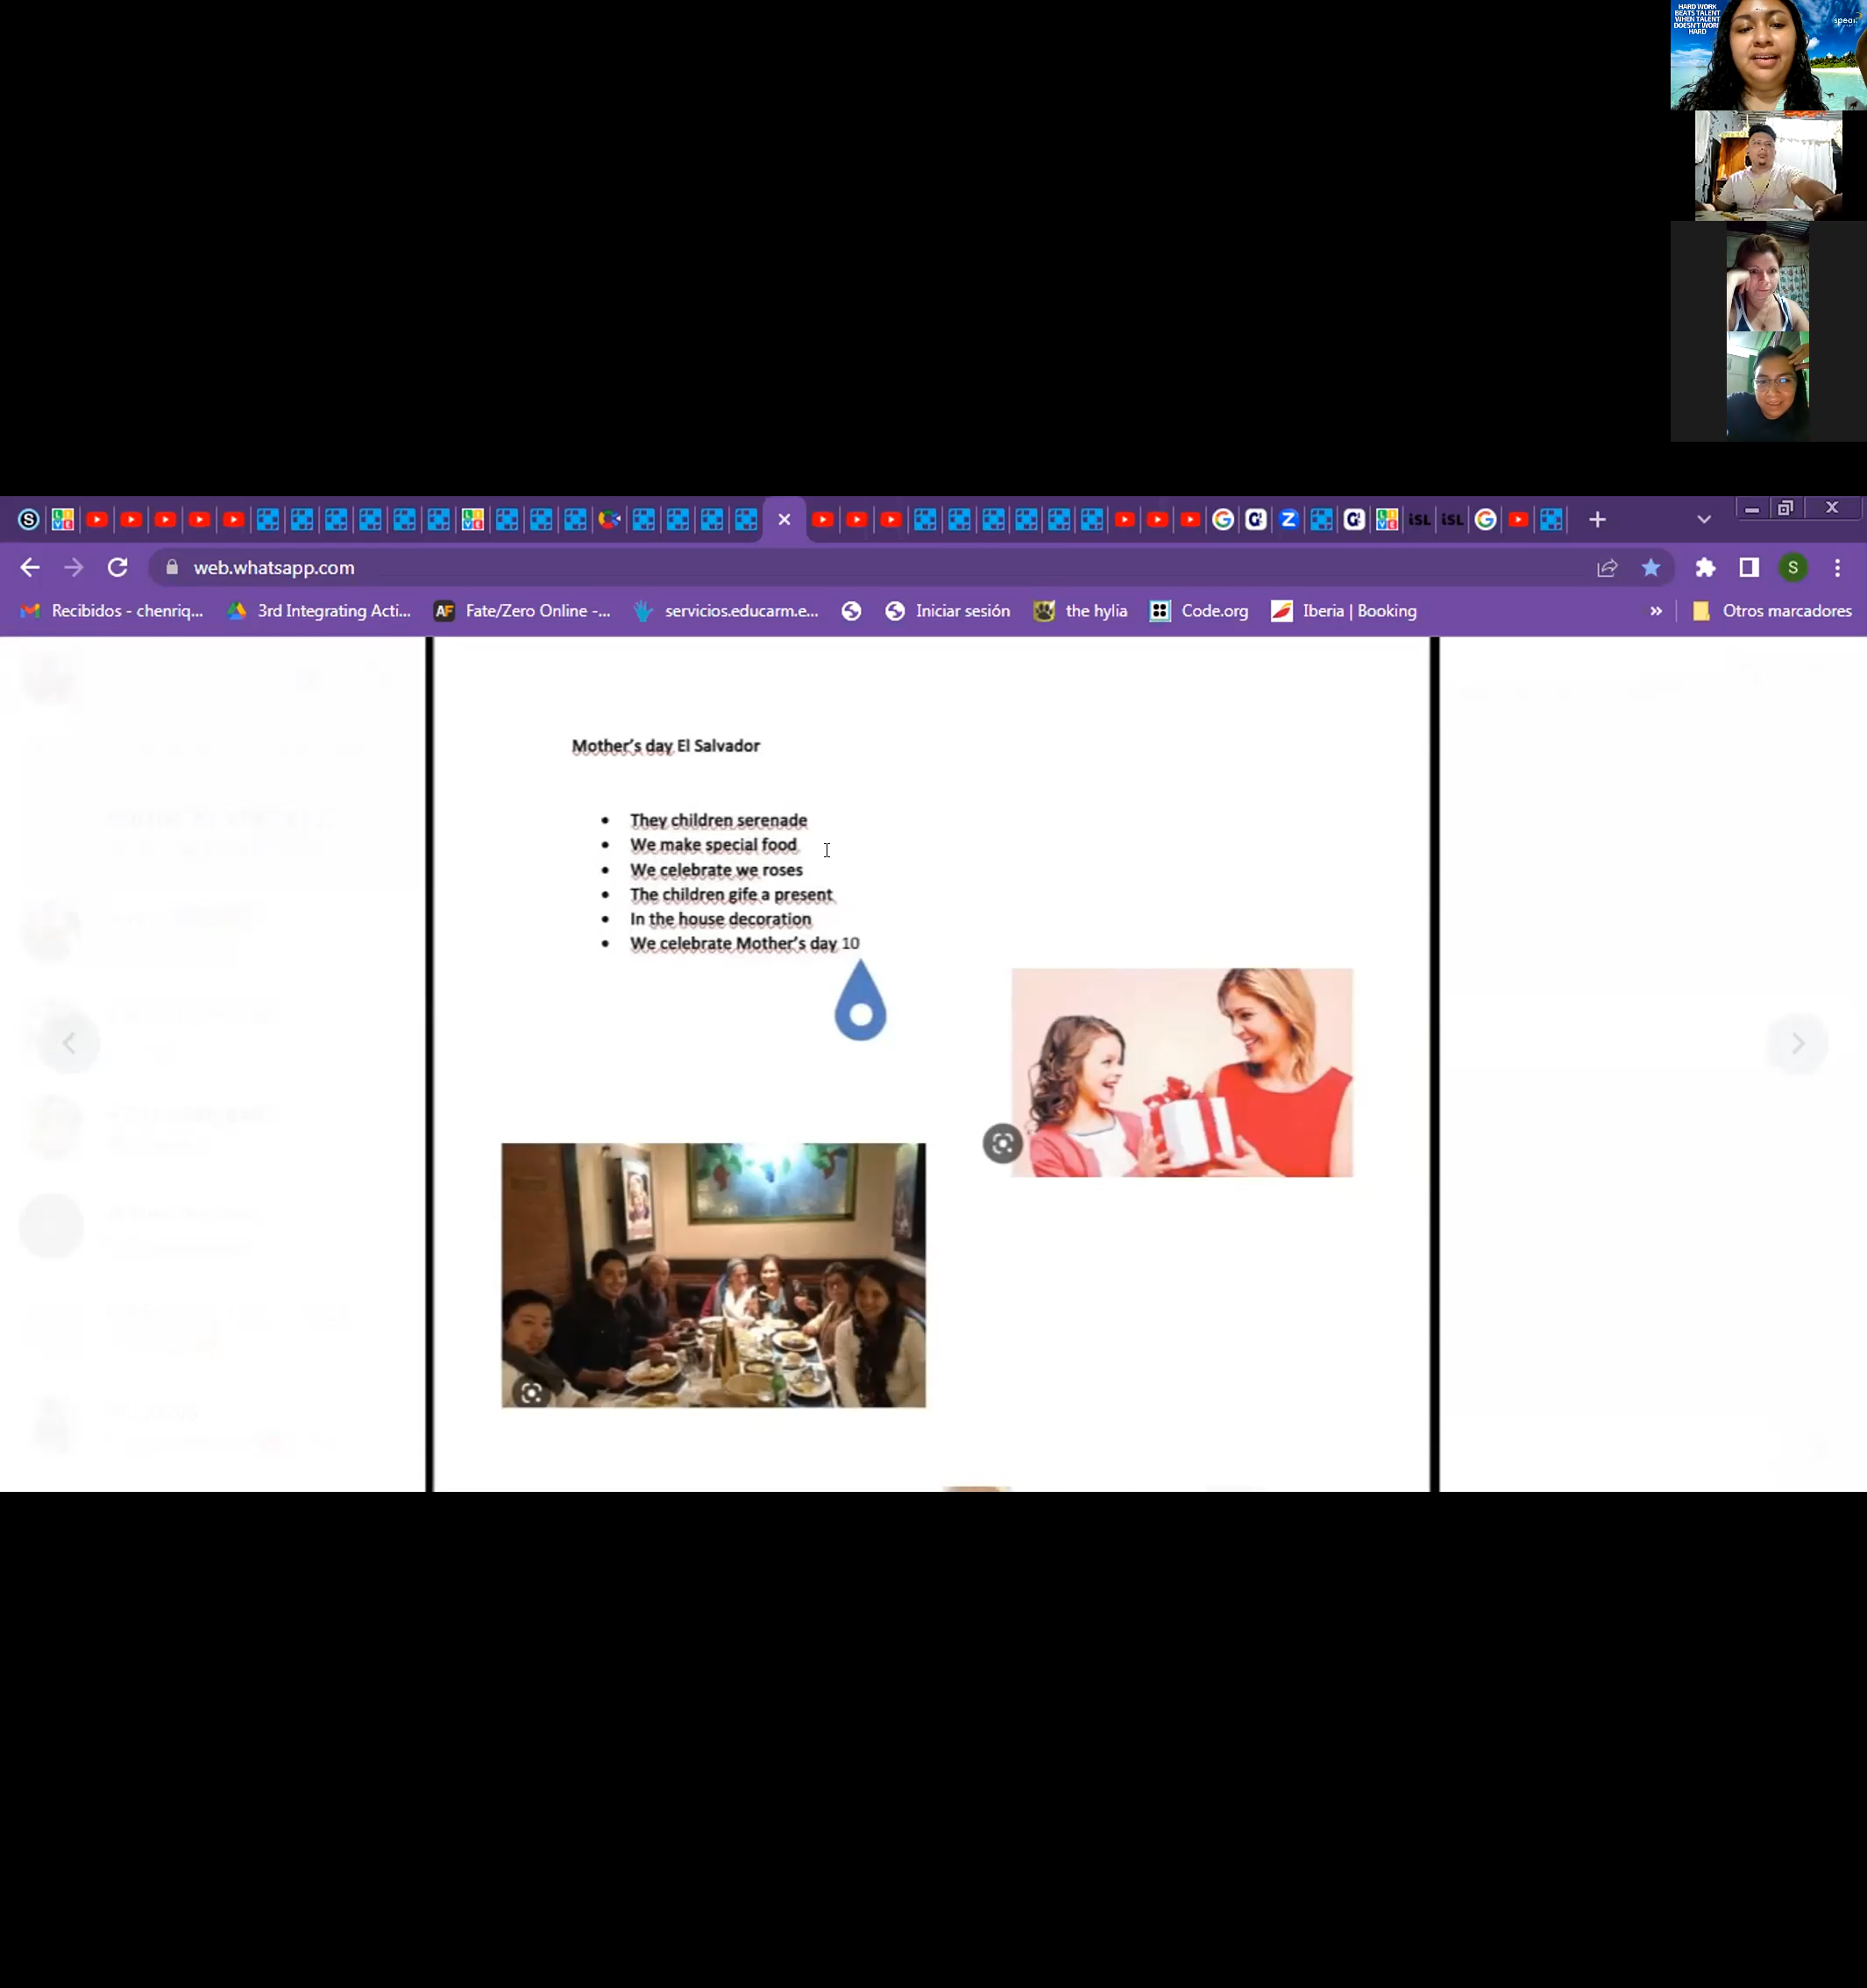 HARD WORK
BEATS TALENT
WHEN TALENT
DOESN'T WORK
HARD
web.whatsapp.com
S
Recibidos - chenriq...
3rd Integrating Acti...
AF
Fate/Zero Online -...
servicios.educarm.e...
Iniciar sesión
the hylia
Code.org
Iberia | Booking
»
Otros marcadores
Mother's day El Salvador
• They children serenade
• We make special food
• We celebrate we roses
• The children gife a present
• In the house decoration
• We celebrate Mother's day 10